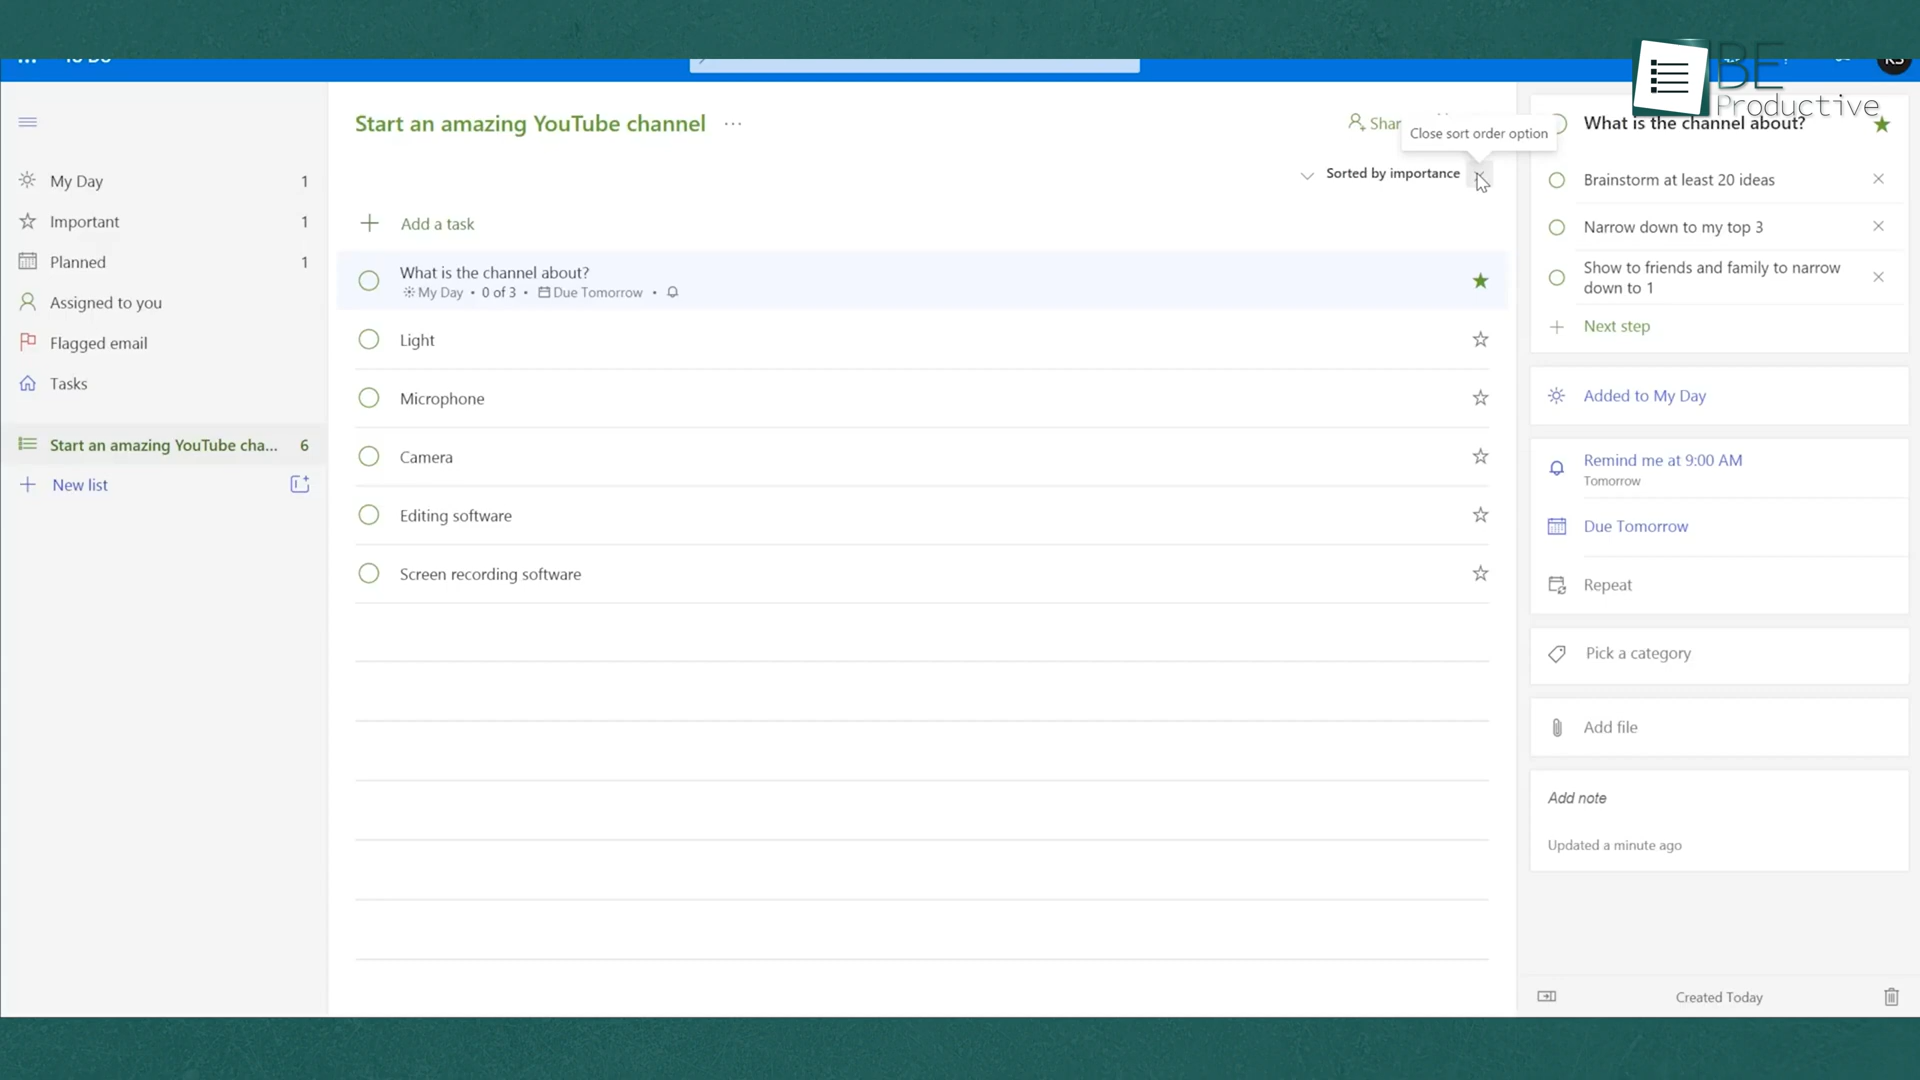 BE
Productive
To Do
KS
Start an amazing YouTube channel
Shar
Close sort order option
Sorted by importance
My Day 1
Important 1
Planned 1
Assigned to you
Flagged email
Tasks
Start an amazing YouTube cha... 6
New list
Add a task
What is the channel about?
My Day • 0 of 3 • Due Tomorrow •
Light
Microphone
Camera
Editing software
Screen recording software
What is the channel about?
Brainstorm at least 20 ideas
Narrow down to my top 3
Show to friends and family to narrow
down to 1
Next step
Added to My Day
Remind me at 9:00 AM
Tomorrow
Due Tomorrow
Repeat
Pick a category
Add file
Add note
Updated a minute ago
Created Today